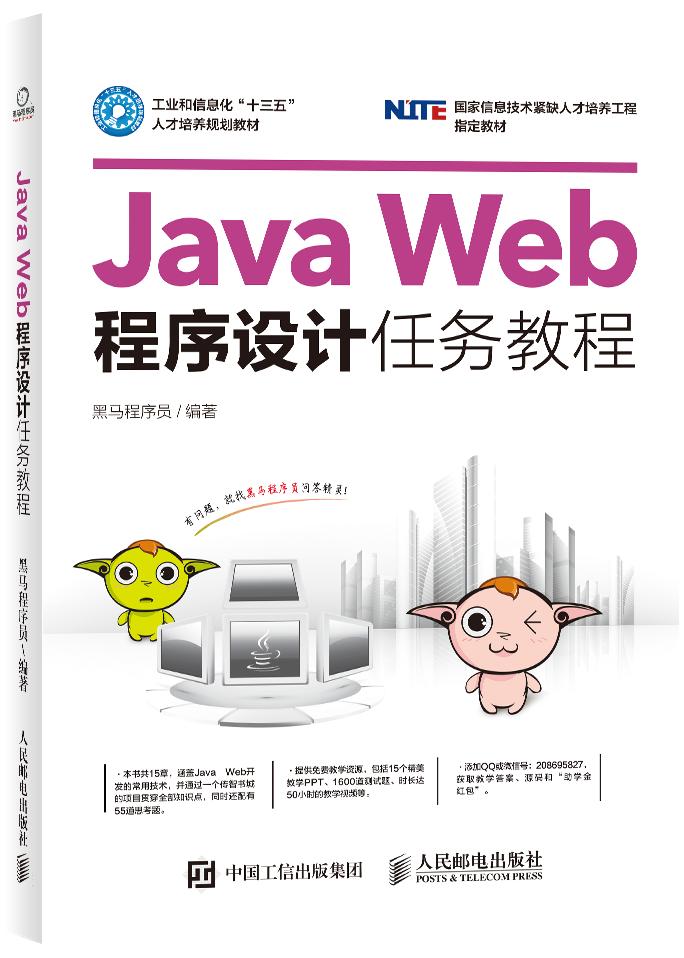 工业和信息化“十三五”
人才培养规划教材
NITE
国家信息技术紧缺人才培养工程
指定教材
Java Web
程序设计任务教程
黑马程序员 / 编著
有问题，就找黑马程序员问答精灵!
·本书共15章，涵盖Java Web开
发的常用技术，并通过一个传智书城
的项目贯穿全部知识点，同时还配有
55道思考题。
·提供免费教学资源，包括15个精美
教学PPT、1600道测试题、时长达
50小时的教学视频等。
·添加QQ或微信号：208695827，
获取教学答案、源码和“助学金
红包”。
中国工信出版集团
人民邮电出版社
POSTS & TELECOM PRESS
Java Web程序设计任务教程
黑马程序员~编著
人民邮电出版社